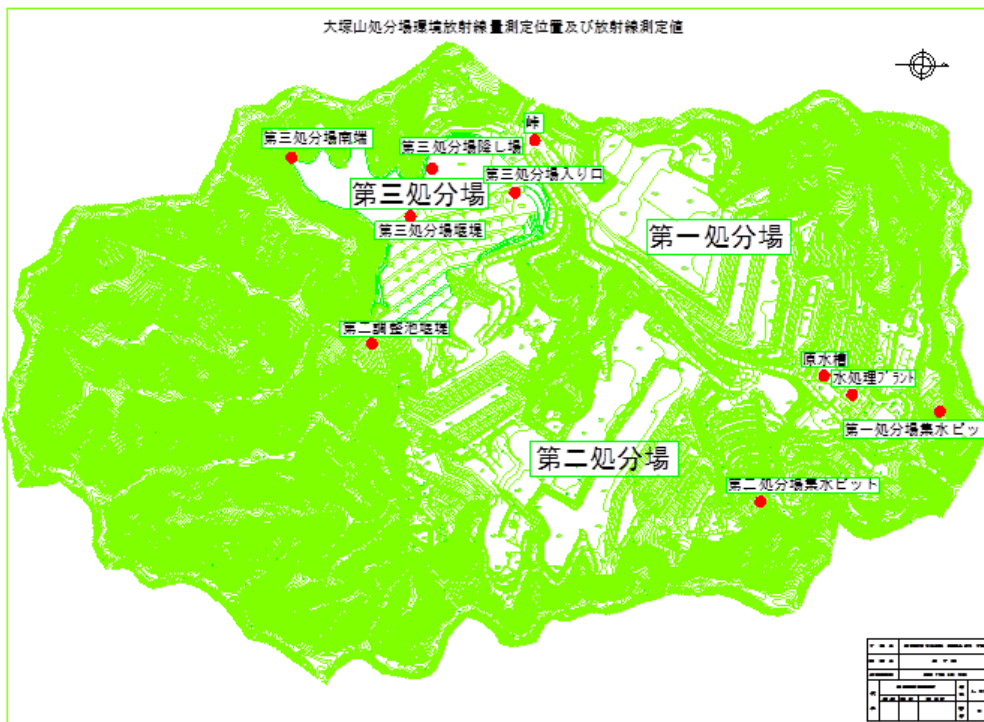 大塚山処分場環境放射線量測定位置及び放射線測定値
峠
第三処分場南端
第三処分場降し場
第三処分場入り口
第三処分場
第三処分場堰堤
第一処分場
第二調整池堰堤
原水槽
水処理プラント
第一処分場集水ピッ
第二処分場
第二処分場集水ピット